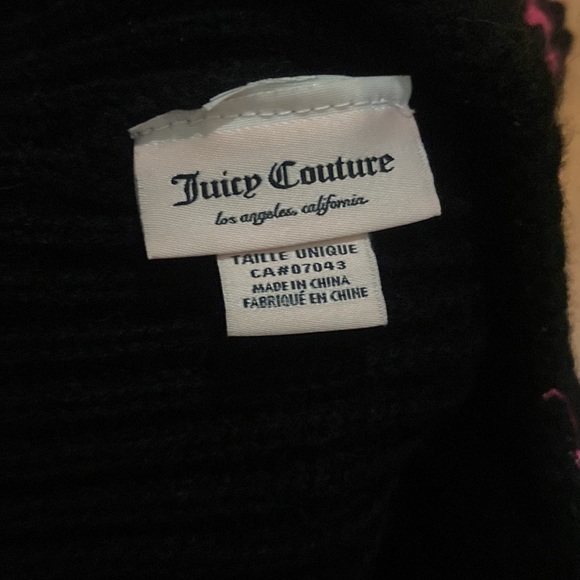 Juicy Couture
los angeles, california
TAILLE UNIQUE
CA#07043
MADE IN CHINA
FABRIQUÉ EN CHINE